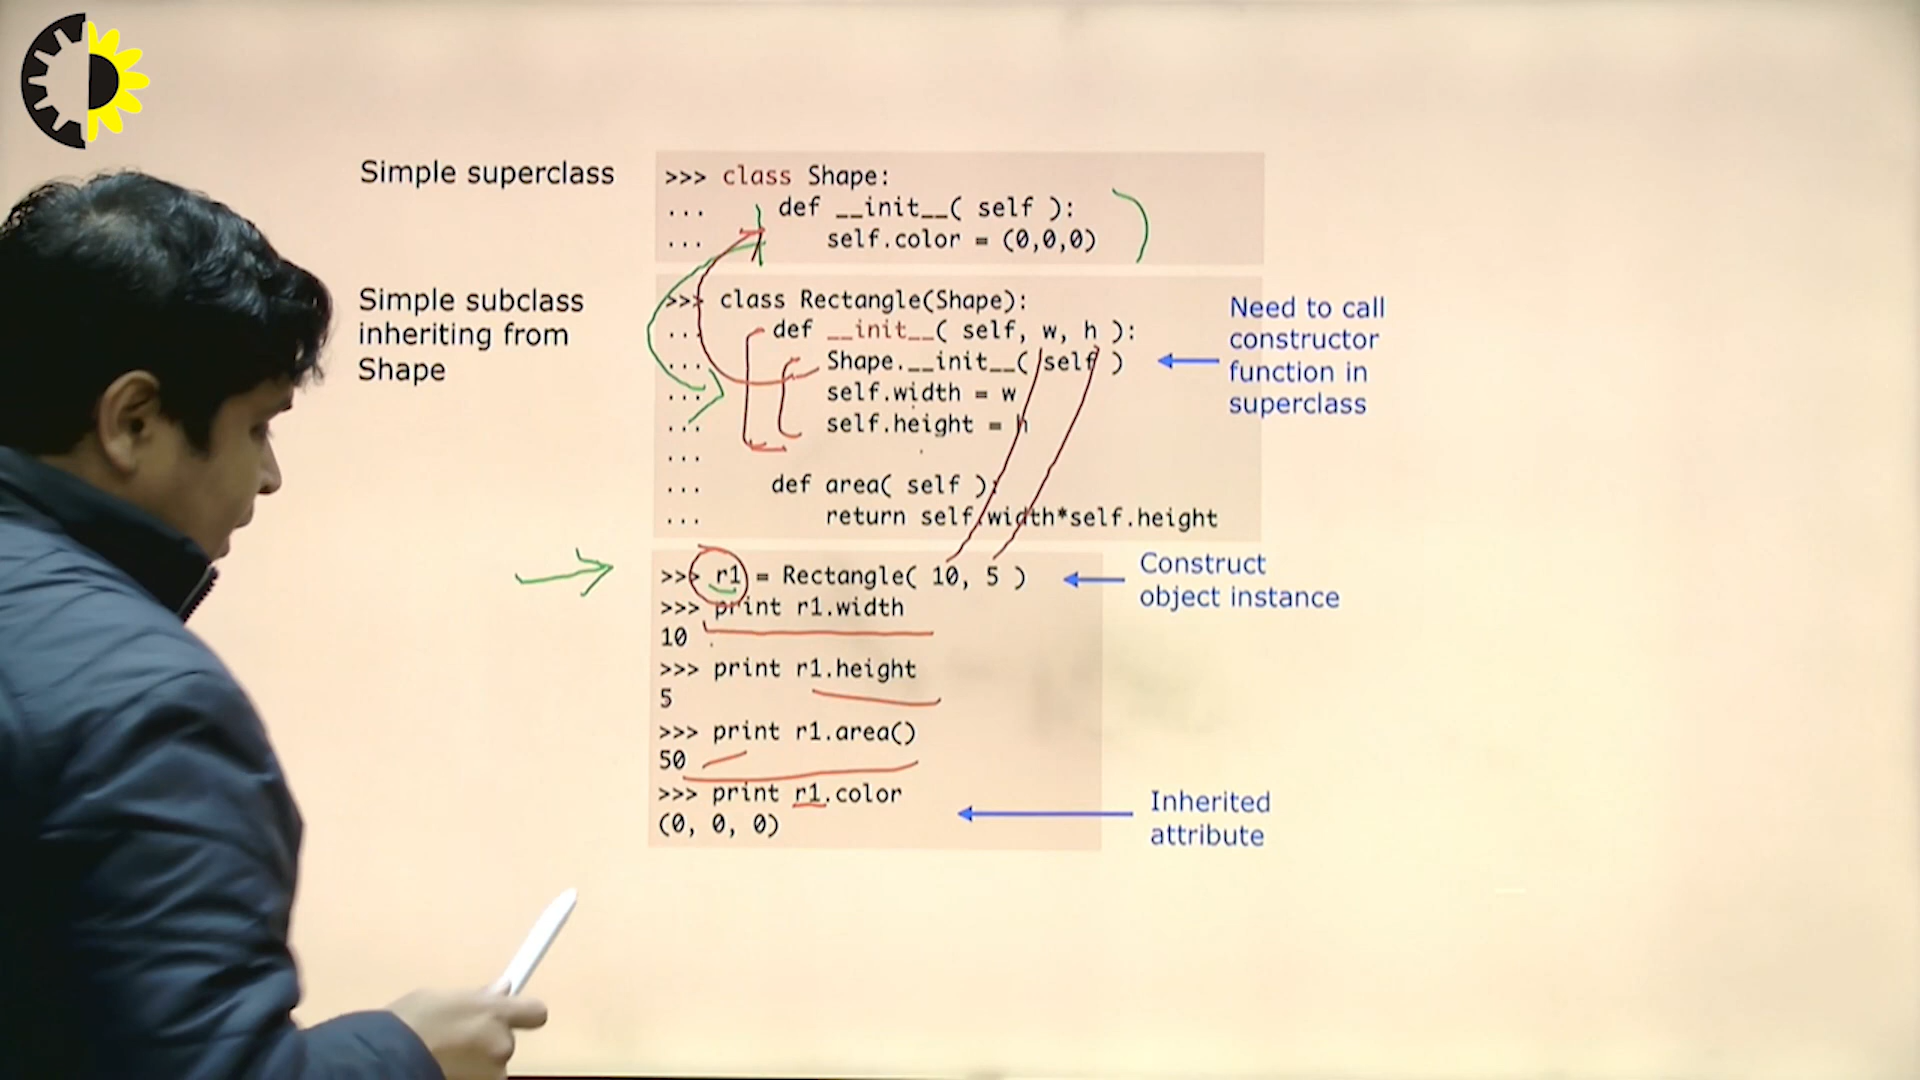 Simple superclass
>>> class Shape:
... def __init__( self ):
... self.color = (0,0,0)
Simple subclass
inheriting from
Shape
>>> class Rectangle(Shape):
... def __init__( self, w, h ):
... Shape.__init__( self )
... self.width = w
... self.height = h
...
... def area( self ):
... return self.width*self.height
Need to call
constructor
function in
superclass
>>> r1 = Rectangle( 10, 5 )
>>> print r1.width
10
>>> print r1.height
5
>>> print r1.area()
50
>>> print r1.color
(0, 0, 0)
Construct
object instance
Inherited
attribute